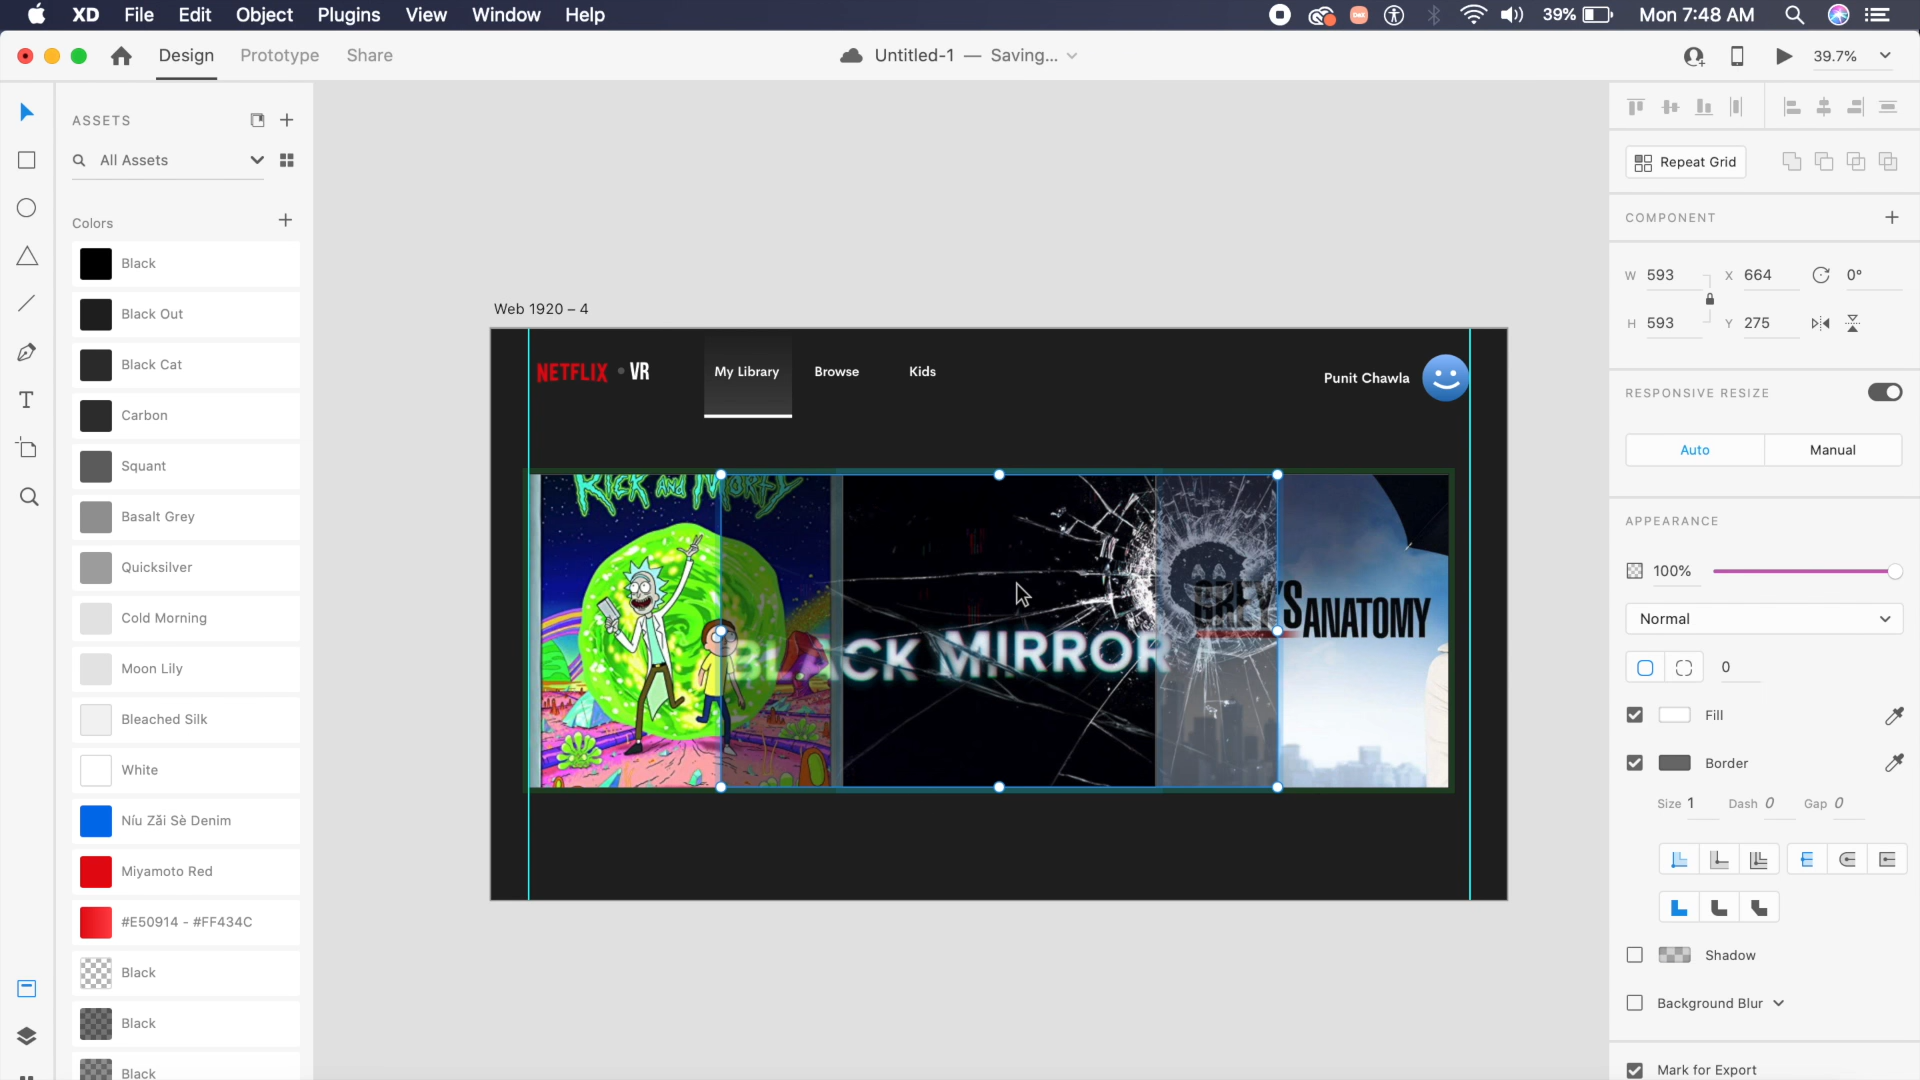 XD File Edit Object Plugins View Window Help
39% Mon 7:48 AM
Design Prototype Share
Untitled-1 — Saving...
39.7%
ASSETS
All Assets
Colors
Black
Black Out
Black Cat
Carbon
Squant
Basalt Grey
Quicksilver
Cold Morning
Moon Lily
Bleached Silk
White
Níu Zǎi Sè Denim
Miyamoto Red
#E50914 - #FF434C
Black
Black
Black
Web 1920 – 4
NETFLIX • VR
My Library Browse Kids
Punit Chawla
RICK AND MORTY
BLACK MIRROR
GREY'S ANATOMY
Repeat Grid
COMPONENT
W 593 X 664 0°
H 593 Y 275
RESPONSIVE RESIZE
Auto Manual
APPEARANCE
100%
Normal
0
Fill
Border
Size 1 Dash 0 Gap 0
Shadow
Background Blur
Mark for Export